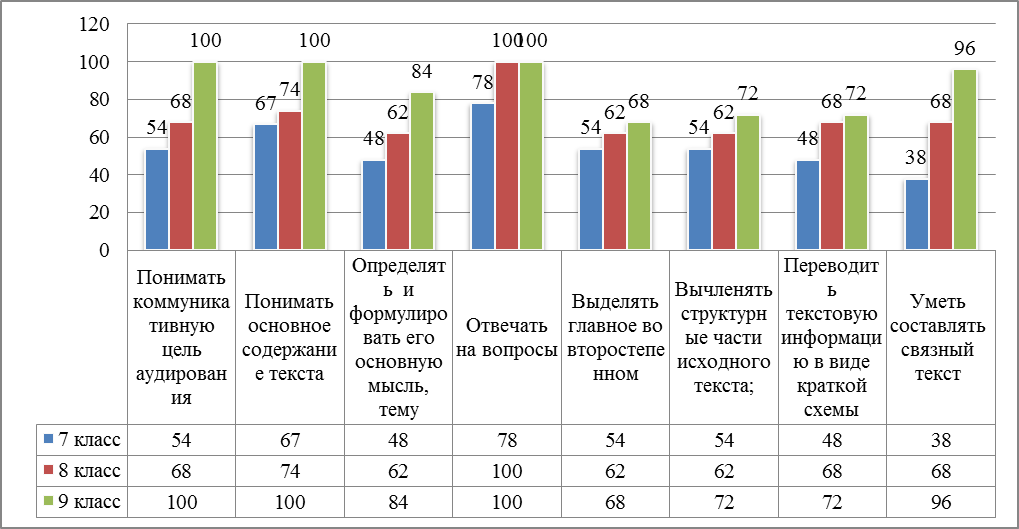 120
100
80
60
40
20
0
54 68 100
67 74 100
48 62 84
78 100 100
54 62 68
54 62 72
48 68 72
38 68 96
Понимать
коммуника
тивную
цель
аудирован
ия
Понимать
основное
содержани
е текста
Определят
ь и
формулиро
вать его
основную
мысль,
тему
Отвечать
на вопросы
Выделять
главное во
второстепе
нном
Вычленять
структурн
ые части
исходного
текста;
Переводит
ь
текстовую
информаци
ю в виде
краткой
схемы
Уметь
составлять
связный
текст
7 класс 54 67 48 78 54 54 48 38
8 класс 68 74 62 100 62 62 68 68
9 класс 100 100 84 100 68 72 72 96